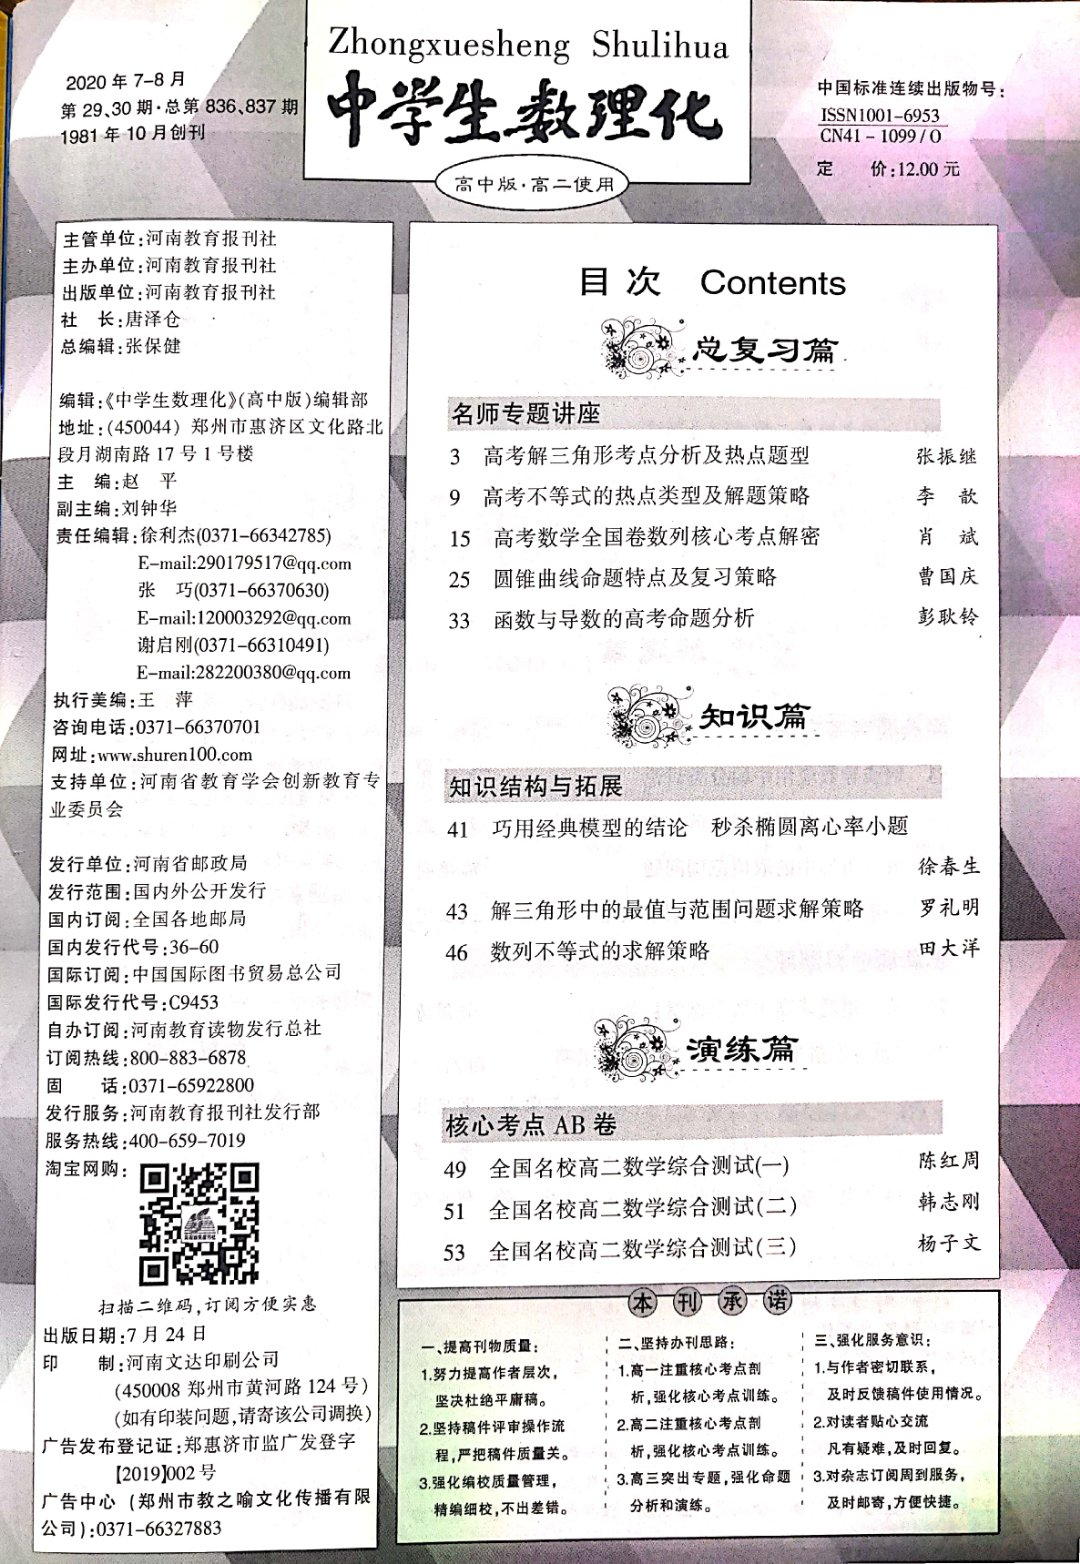 Zhongxuesheng Shulihua
中学生数理化
高中版·高二使用
2020年7-8月
第29、30期·总第836、837期
1981年10月创刊
中国标准连续出版物号:
ISSN1001-6953
CN41-1099/O
定 价:12.00元
主管单位:河南教育报刊社
主办单位:河南教育报刊社
出版单位:河南教育报刊社
社 长:唐泽仓
总编辑:张保健
编辑:《中学生数理化》(高中版)编辑部
地址:(450044) 郑州市惠济区文化路北
段月湖南路17号1号楼
主 编:赵 平
副主编:刘钟华
责任编辑:徐利杰(0371-66342785)
E-mail:290179517@qq.com
张 巧(0371-66370630)
E-mail:120003292@qq.com
谢启刚(0371-66310491)
E-mail:282200380@qq.com
执行美编:王 萍
咨询电话:0371-66370701
网址:www.shuren100.com
支持单位:河南省教育学会创新教育专
业委员会
发行单位:河南省邮政局
发行范围:国内外公开发行
国内订阅:全国各地邮局
国内发行代号:36-60
国际订阅:中国国际图书贸易总公司
国际发行代号:C9453
自办订阅:河南教育读物发行总社
订阅热线:800-883-6878
固 话:0371-65922800
发行服务:河南教育报刊社发行部
服务热线:400-659-7019
淘宝网购:
扫描二维码,订阅方便实惠
出版日期:7月24日
印 制:河南文达印刷公司
(450008 郑州市黄河路124号)
(如有印装问题,请寄该公司调换)
广告发布登记证:郑惠济市监广发登字
【2019】002号
广告中心 (郑州市教之喻文化传播有限
公司):0371-66327883
目次 Contents
总复习篇
名师专题讲座
3 高考解三角形考点分析及热点题型 张振继
9 高考不等式的热点类型及解题策略 李 歆
15 高考数学全国卷数列核心考点解密 肖 斌
25 圆锥曲线命题特点及复习策略 曹国庆
33 函数与导数的高考命题分析 彭耿铃
知识篇
知识结构与拓展
41 巧用经典模型的结论 秒杀椭圆离心率小题
徐春生
43 解三角形中的最值与范围问题求解策略 罗礼明
46 数列不等式的求解策略 田大洋
演练篇
核心考点AB卷
49 全国名校高二数学综合测试(一) 陈红周
51 全国名校高二数学综合测试(二) 韩志刚
53 全国名校高二数学综合测试(三) 杨子文
本刊承诺
一、提高刊物质量:
1.努力提高作者层次,
坚决杜绝平庸稿。
2.坚持稿件评审操作流
程,严把稿件质量关。
3.强化编校质量管理,
精编细校,不出差错。
二、坚持办刊思路:
1.高一注重核心考点剖
析,强化核心考点训练。
2.高二注重核心考点剖
析,强化核心考点训练。
3.高三突出专题,强化命题
分析和演练。
三、强化服务意识:
1.与作者密切联系,
及时反馈稿件使用情况。
2.对读者贴心交流
凡有疑难,及时回复。
3.对杂志订阅周到服务,
及时邮寄,方便快捷。